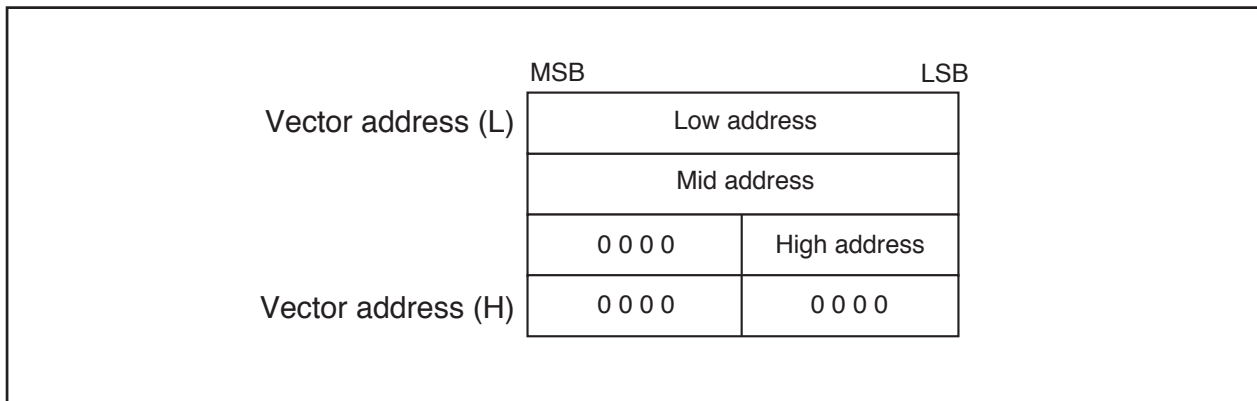 MSB LSB
Vector address (L) Low address
Mid address
0 0 0 0 High address
Vector address (H) 0 0 0 0 0 0 0 0